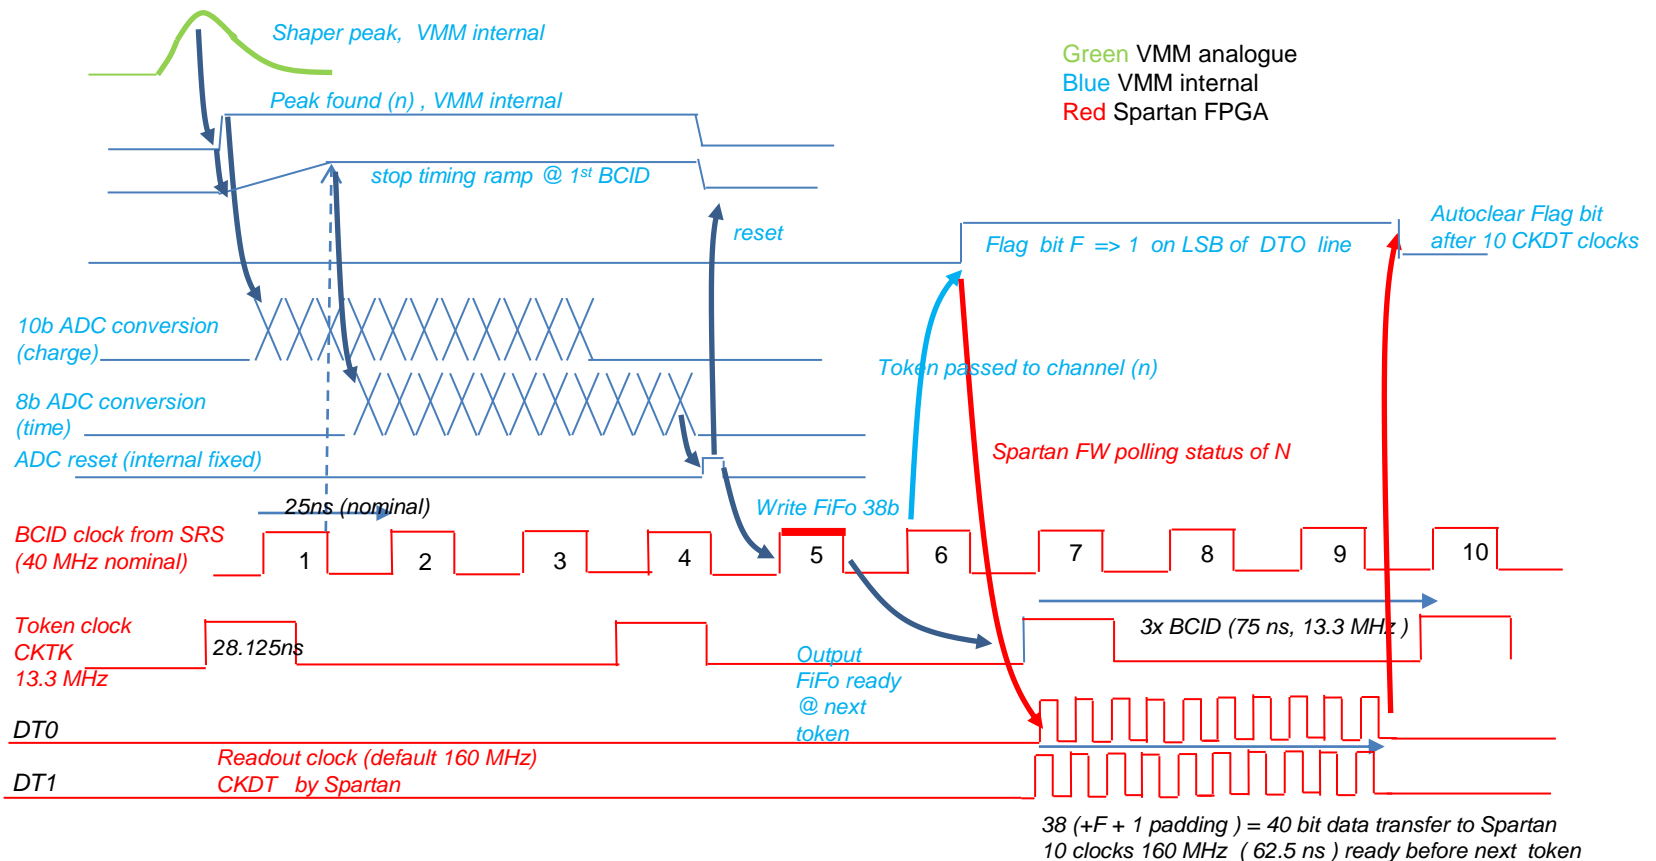 Shaper peak, VMM internal
Green VMM analogue
Blue VMM internal
Red Spartan FPGA
Peak found (n) , VMM internal
stop timing ramp @ 1st BCID
reset
Flag bit F => 1 on LSB of DTO line
Autoclear Flag bit
after 10 CKDT clocks
10b ADC conversion
(charge)
Token passed to channel (n)
8b ADC conversion
(time)
ADC reset (internal fixed)
Spartan FW polling status of N
25ns (nominal)
Write FiFo 38b
BCID clock from SRS
(40 MHz nominal)
1 2 3 4 5 6 7 8 9 10
Token clock
CKTK
13.3 MHz
28.125ns
3x BCID (75 ns, 13.3 MHz )
Output
FiFo ready
@ next
token
DT0
Readout clock (default 160 MHz)
CKDT by Spartan
DT1
38 (+F + 1 padding ) = 40 bit data transfer to Spartan
10 clocks 160 MHz ( 62.5 ns ) ready before next token